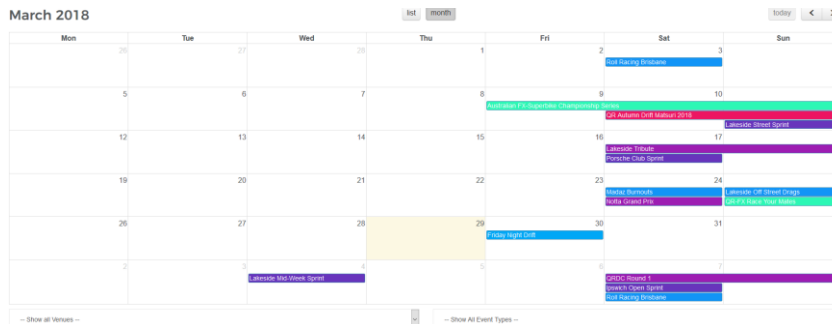 March 2018
list month
today < >
Mon Tue Wed Thu Fri Sat Sun
26 27 28 1 2 3
Roll Racing Brisbane
5 6 7 8 9 10
Australian FX-Superbike Championship Series
QR Autumn Drift Matsuri 2018
Lakeside Street Sprint
12 13 14 15 16 17
Lakeside Tribute
Porsche Club Sprint
19 20 21 22 23 24
Madaz Burnouts Lakeside Off Street Drags
Nolfa Grand Prix QR-FX Race Your Mates
26 27 28 29 30 31
Friday Night Drift
2 3 4 5 6 7
Lakeside Mid-Week Sprint QRDC Round 1
Ipswich Open Sprint
Roll Racing Brisbane
-- Show all Venues -- -- Show All Event Types --